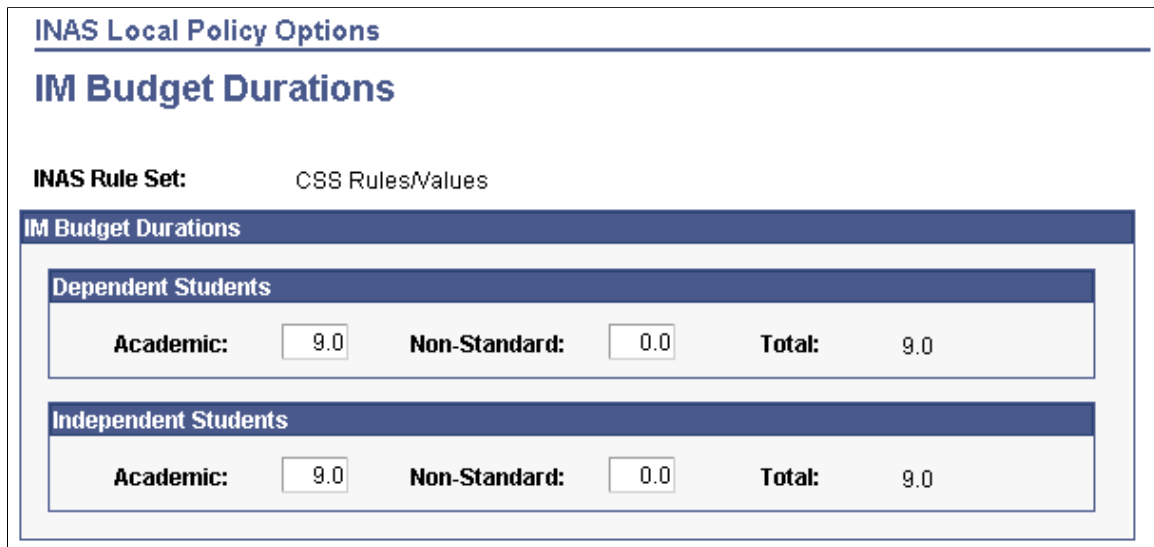 INAS Local Policy Options
IM Budget Durations
INAS Rule Set: CSS Rules/Values
IM Budget Durations
Dependent Students
Academic: 9.0 Non-Standard: 0.0 Total: 9.0
Independent Students
Academic: 9.0 Non-Standard: 0.0 Total: 9.0